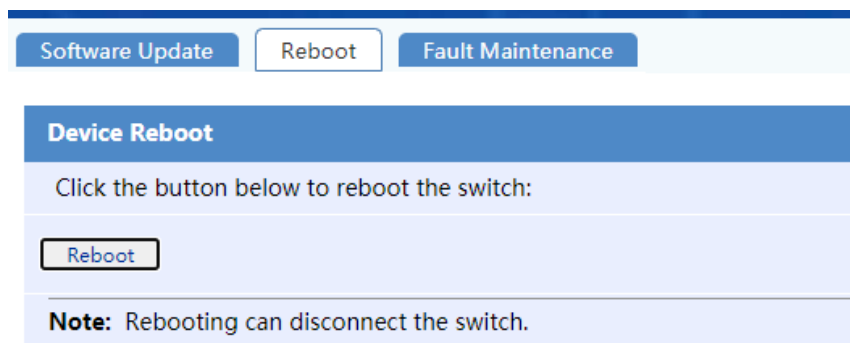 Software Update Reboot Fault Maintenance
Device Reboot
Click the button below to reboot the switch:
Reboot
Note: Rebooting can disconnect the switch.